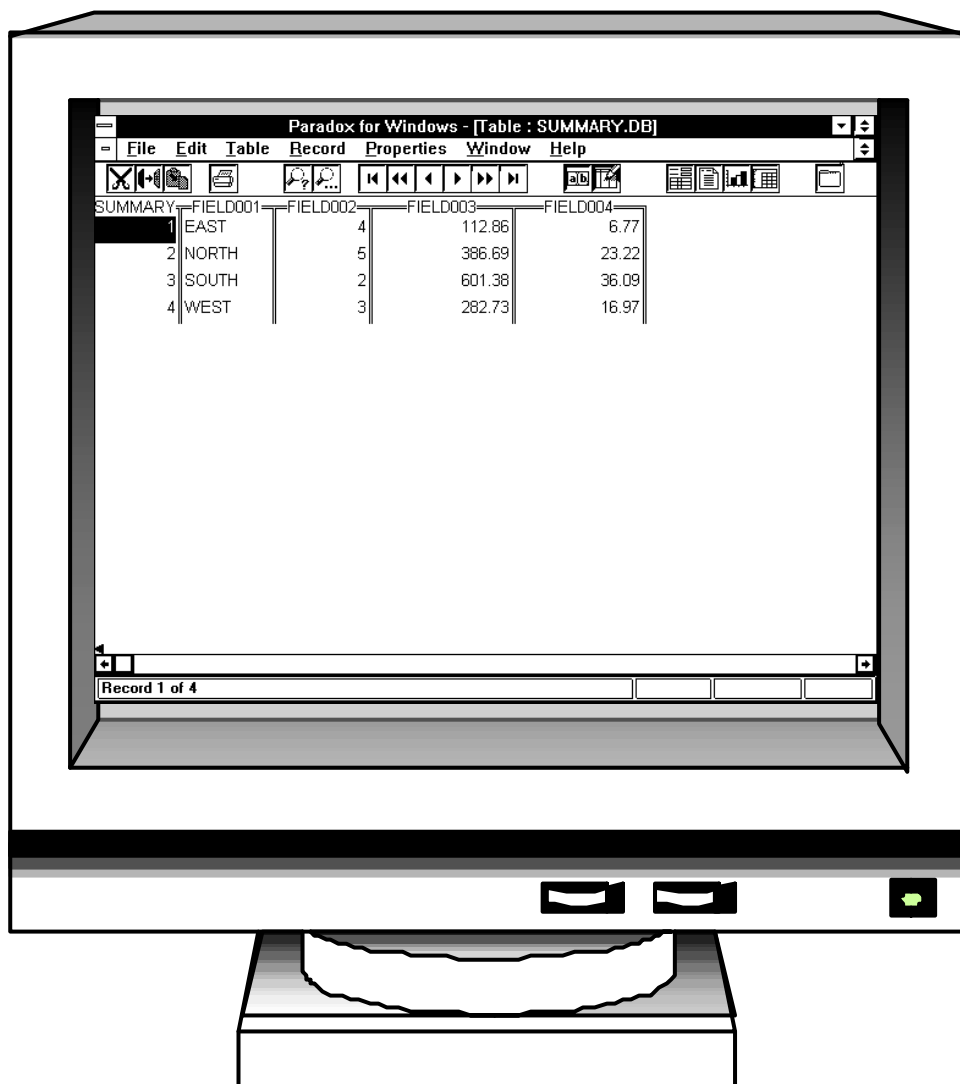 Paradox for Windows - [Table : SUMMARY.DB]
File Edit Table Record Properties Window Help
SUMMARY FIELD001 FIELD002 FIELD003 FIELD004
1 EAST 4 112.86 6.77
2 NORTH 5 386.69 23.22
3 SOUTH 2 601.38 36.09
4 WEST 3 282.73 16.97
Record 1 of 4